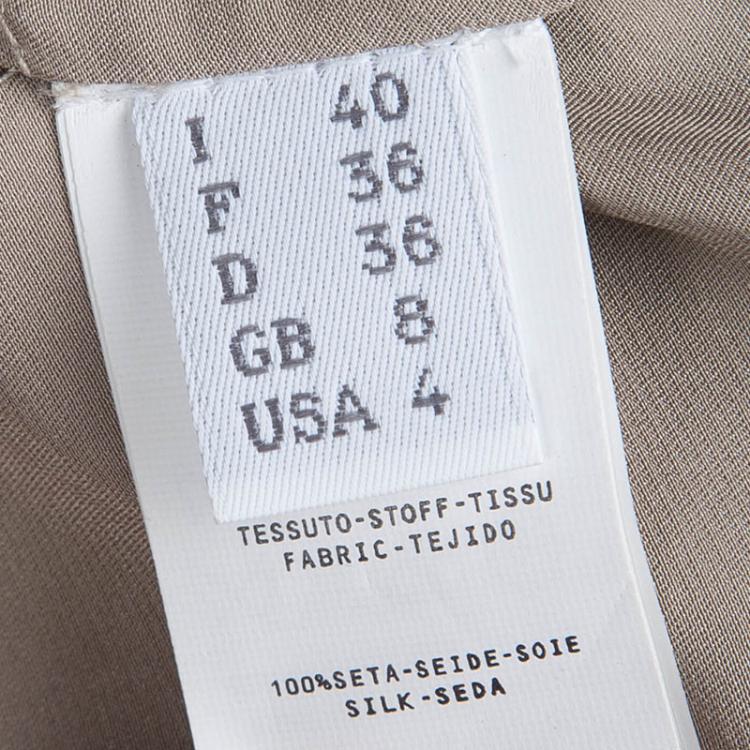 I 40
F 36
D 36
GB 8
USA 4
TESSUTO-STOFF-TISSU
FABRIC-TEJIDO
100%SETA-SEIDE-SOIE
SILK-SEDA